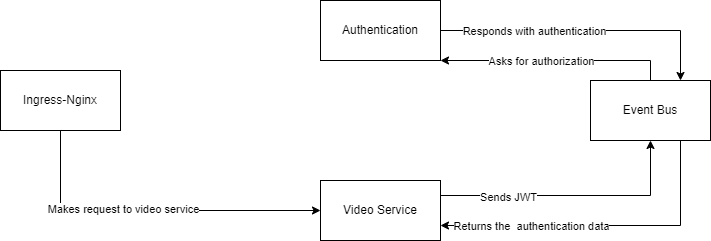 Authentication
Responds with authentication
Asks for authorization
Ingress-Nginx
Event Bus
Makes request to video service
Video Service
Sends JWT
Returns the  authentication data